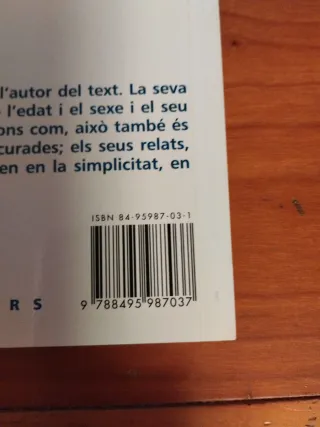 l'autor del text. La seva
l'edat i el sexe i el seu
ons com, això també és
curades; els seus relats,
en en la simplicitat, en
ISBN 84-95987-03-1
9 788495 987037
R S